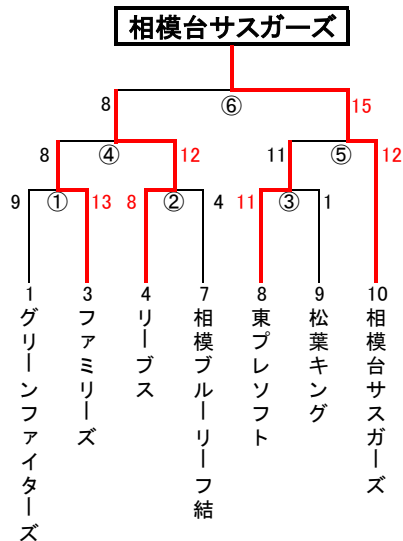 相模台サスガーズ
8 ⑥ 15
8 ④ 12 11 ⑤ 12
9 ① 13 8 ② 4 11 ③ 1
1 3 4 7 8 9 10
グリーンファイターズ
ファミリーズ
リーブス
相模ブルーリーフ結
東プレソフト
松葉キング
相模台サスガーズ